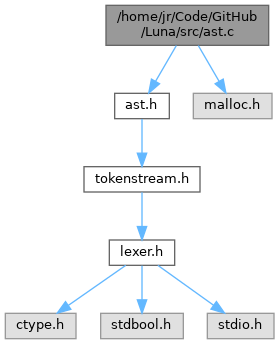 /home/jr/Code/GitHub
/Luna/src/ast.c
ast.h
malloc.h
tokenstream.h
lexer.h
ctype.h
stdbool.h
stdio.h